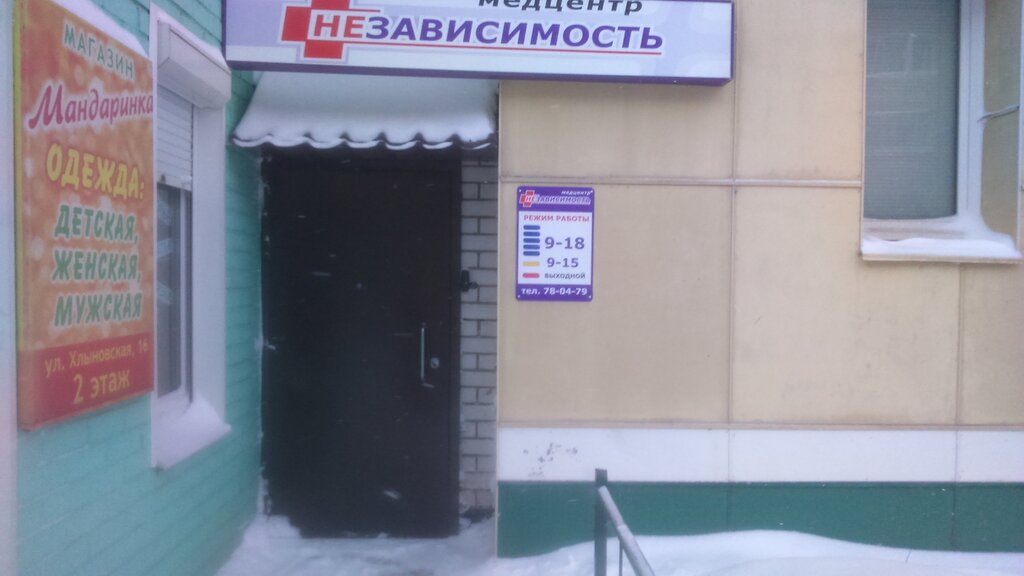 медцентр
НЕЗАВИСИМОСТЬ
МАГАЗИН
Мандаринка
ОДЕЖДА:
ДЕТСКАЯ,
ЖЕНСКАЯ,
МУЖСКАЯ
ул. Хлыновская, 16
2 этаж
медцентр
НЕЗАВИСИМОСТЬ
РЕЖИМ РАБОТЫ
9-18
9-15
ВЫХОДНОЙ
тел. 78-04-79